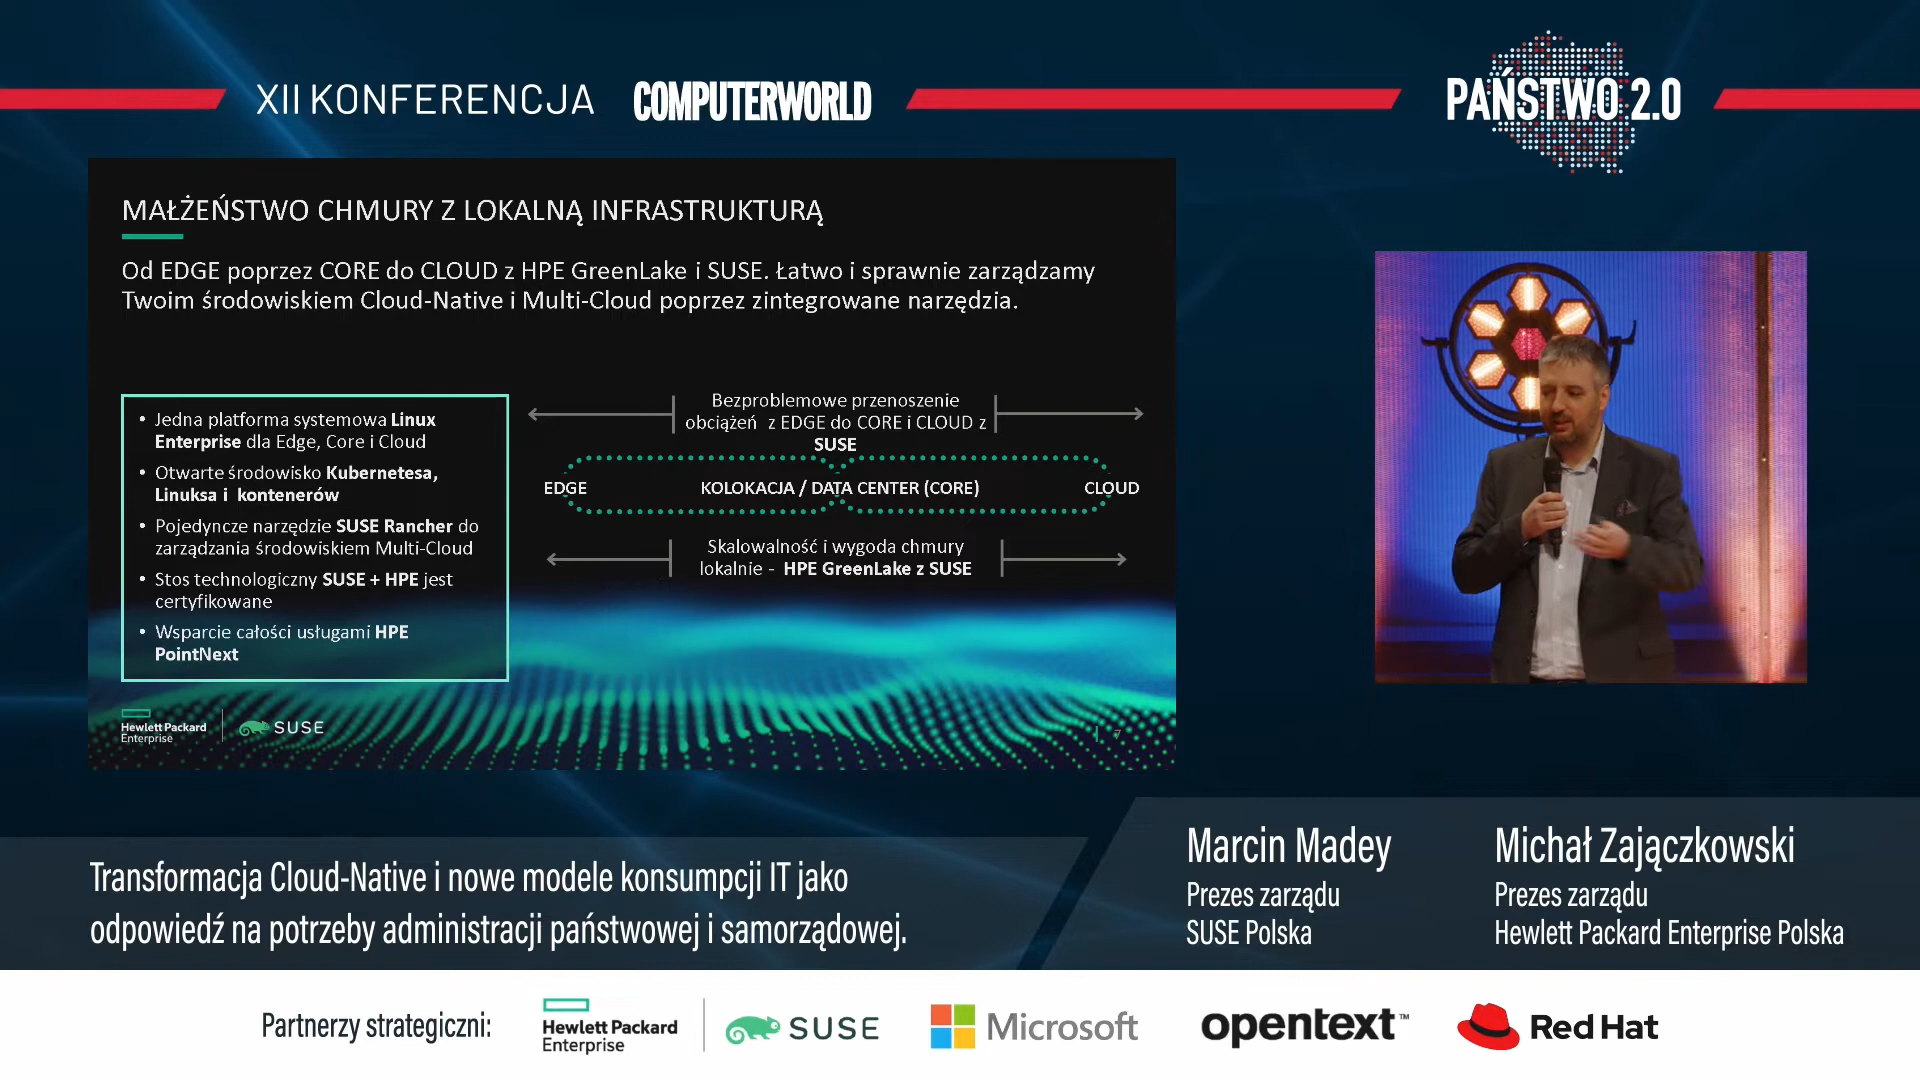 XII KONFERENCJA COMPUTERWORLD
PAŃSTWO 2.0
MAŁŻEŃSTWO CHMURY Z LOKALNĄ INFRASTRUKTURĄ
Od EDGE poprzez CORE do CLOUD z HPE GreenLake i SUSE. Łatwo i sprawnie zarządzamy
Twoim środowiskiem Cloud-Native i Multi-Cloud poprzez zintegrowane narzędzia.
• Jedna platforma systemowa Linux
Enterprise dla Edge, Core i Cloud
• Otwarte środowisko Kubernetesa,
Linuksa i kontenerów
• Pojedyncze narzędzie SUSE Rancher do
zarządzania środowiskiem Multi-Cloud
• Stos technologiczny SUSE + HPE jest
certyfikowane
• Wsparcie całości usługami HPE
PointNext
Bezproblemowe przenoszenie
obciążeń z EDGE do CORE i CLOUD z
SUSE
EDGE
KOLOKACJA / DATA CENTER (CORE)
CLOUD
Skalowalność i wygoda chmury
lokalnie - HPE GreenLake z SUSE
Hewlett Packard
Enterprise
SUSE
7
Transformacja Cloud-Native i nowe modele konsumpcji IT jako
odpowiedź na potrzeby administracji państwowej i samorządowej.
Marcin Madey
Prezes zarządu
SUSE Polska
Michał Zajączkowski
Prezes zarządu
Hewlett Packard Enterprise Polska
Partnerzy strategiczni:
Hewlett Packard
Enterprise
SUSE
Microsoft
opentext™
Red Hat